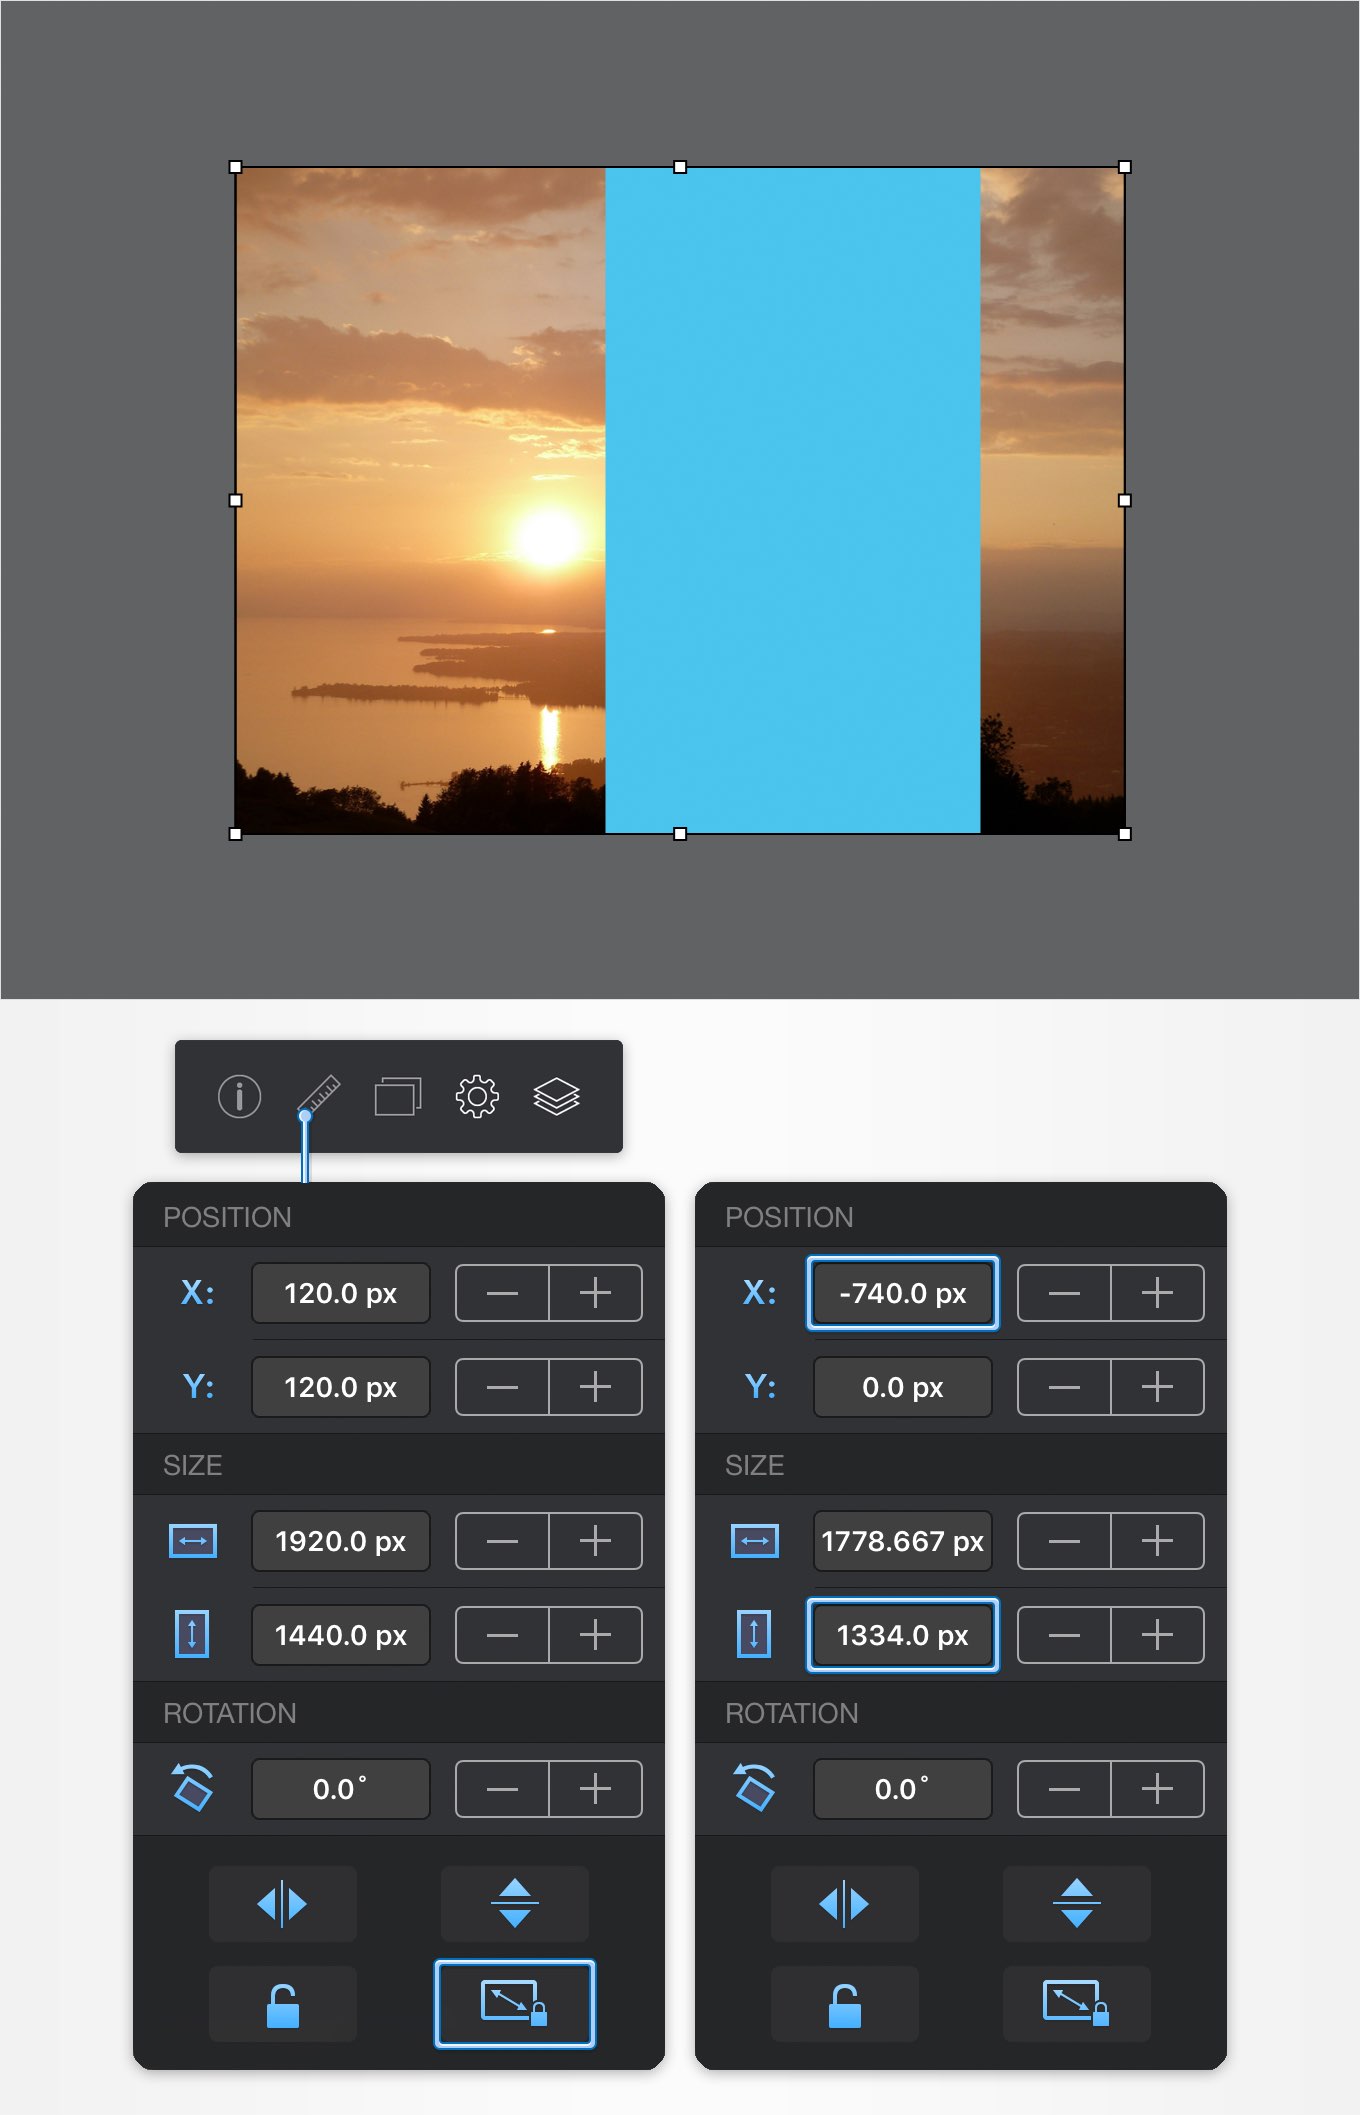 POSITION
X: 120.0 px
Y: 120.0 px
SIZE
1920.0 px
1440.0 px
ROTATION
0.0°
POSITION
X: -740.0 px
Y: 0.0 px
SIZE
1778.667 px
1334.0 px
ROTATION
0.0°